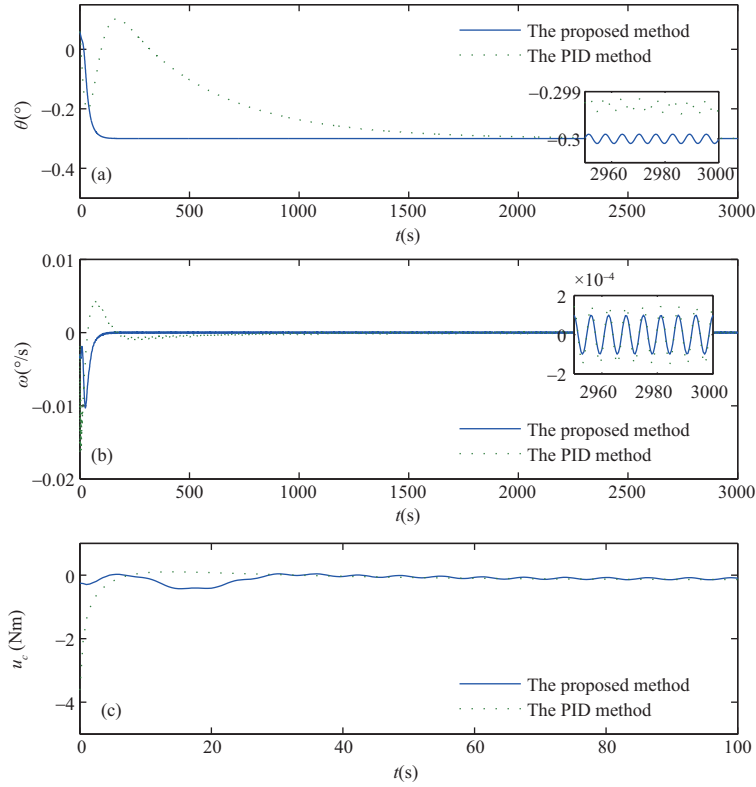 The proposed method
The PID method
0
−0.2
−0.4
θ(°)
(a)
−0.299
−0.3
2960 2980 3000
0 500 1000 1500 2000 2500 3000
t(s)
0.01
0
−0.01
−0.02
ω(°/s)
(b)
×10⁻⁴
2
0
−2
2960 2980 3000
The proposed method
The PID method
0 500 1000 1500 2000 2500 3000
t(s)
0
−2
−4
u_c (Nm)
(c)
The proposed method
The PID method
0 20 40 60 80 100
t(s)